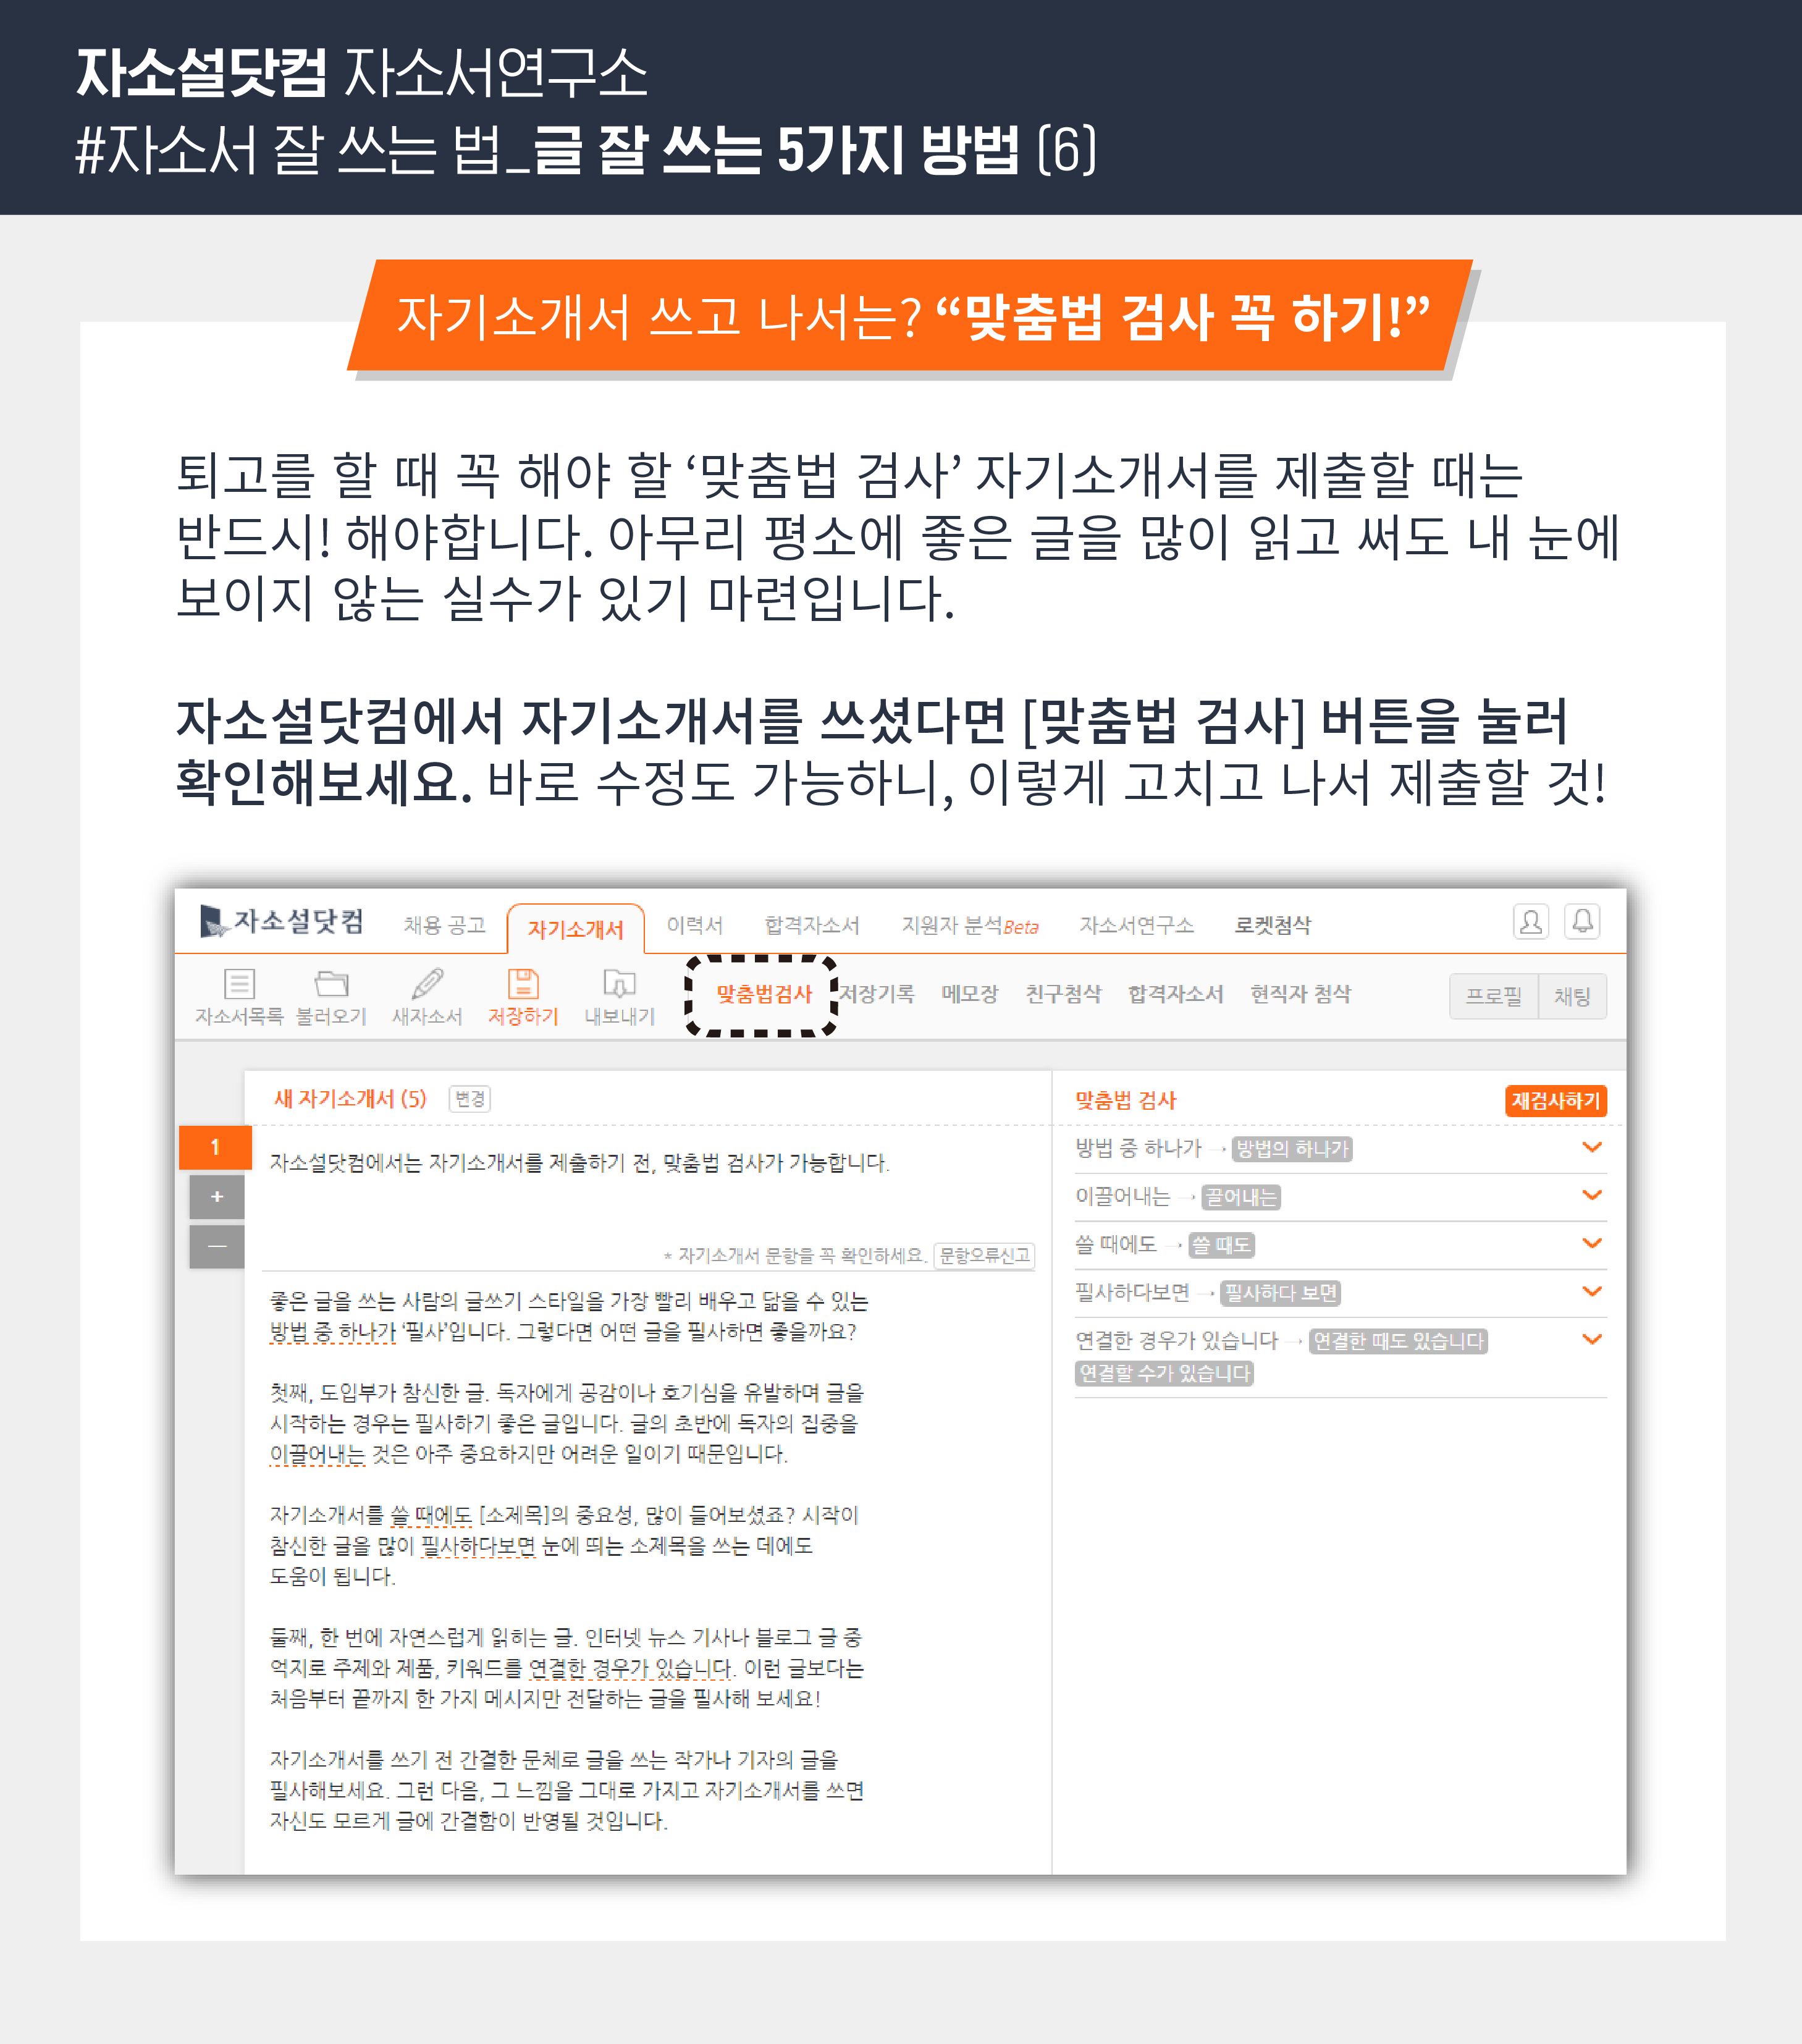 자소설닷컴 자소서연구소
#자소서 잘 쓰는 법_글 잘 쓰는 5가지 방법 (6)
자기소개서 쓰고 나서는? “맞춤법 검사 꼭 하기!”
퇴고를 할 때 꼭 해야 할 ‘맞춤법 검사’ 자기소개서를 제출할 때는
반드시! 해야합니다. 아무리 평소에 좋은 글을 많이 읽고 써도 내 눈에
보이지 않는 실수가 있기 마련입니다.
자소설닷컴에서 자기소개서를 쓰셨다면 [맞춤법 검사] 버튼을 눌러
확인해보세요. 바로 수정도 가능하니, 이렇게 고치고 나서 제출할 것!
자소설닷컴 채용 공고 자기소개서 이력서 합격자소서 지원자 분석Beta 자소서연구소 로켓첨삭
자소서목록 불러오기 새자소서 저장하기 내보내기 맞춤법검사 저장기록 메모장 친구첨삭 합격자소서 현직자 첨삭 프로필 채팅
새 자기소개서 (5) 변경
1
+
—
자소설닷컴에서는 자기소개서를 제출하기 전, 맞춤법 검사가 가능합니다.
* 자기소개서 문항을 꼭 확인하세요. 문항오류신고
좋은 글을 쓰는 사람의 글쓰기 스타일을 가장 빨리 배우고 닮을 수 있는
방법 중 하나가 ‘필사’입니다. 그렇다면 어떤 글을 필사하면 좋을까요?
첫째, 도입부가 참신한 글. 독자에게 공감이나 호기심을 유발하며 글을
시작하는 경우는 필사하기 좋은 글입니다. 글의 초반에 독자의 집중을
이끌어내는 것은 아주 중요하지만 어려운 일이기 때문입니다.
자기소개서를 쓸 때에도 [소제목]의 중요성, 많이 들어보셨죠? 시작이
참신한 글을 많이 필사하다보면 눈에 띄는 소제목을 쓰는 데에도
도움이 됩니다.
둘째, 한 번에 자연스럽게 읽히는 글. 인터넷 뉴스 기사나 블로그 글 중
억지로 주제와 제품, 키워드를 연결한 경우가 있습니다. 이런 글보다는
처음부터 끝까지 한 가지 메시지만 전달하는 글을 필사해 보세요!
자기소개서를 쓰기 전 간결한 문체로 글을 쓰는 작가나 기자의 글을
필사해보세요. 그런 다음, 그 느낌을 그대로 가지고 자기소개서를 쓰면
자신도 모르게 글에 간결함이 반영될 것입니다.
맞춤법 검사 재검사하기
방법 중 하나가 → 방법의 하나가
이끌어내는 → 끌어내는
쓸 때에도 → 쓸 때도
필사하다보면 → 필사하다 보면
연결한 경우가 있습니다 → 연결한 때도 있습니다
연결할 수가 있습니다